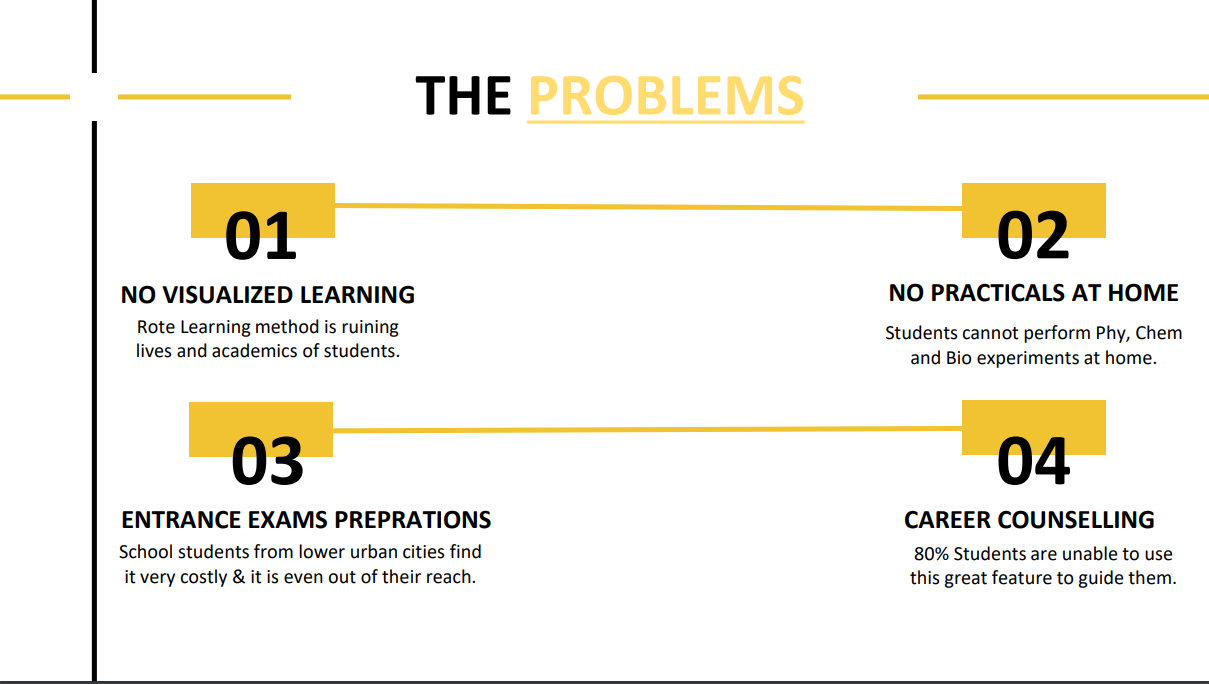 THE PROBLEMS
01
NO VISUALIZED LEARNING
Rote Learning method is ruining
lives and academics of students.
02
NO PRACTICALS AT HOME
Students cannot perform Phy, Chem
and Bio experiments at home.
03
ENTRANCE EXAMS PREPRATIONS
School students from lower urban cities find
it very costly & it is even out of their reach.
04
CAREER COUNSELLING
80% Students are unable to use
this great feature to guide them.